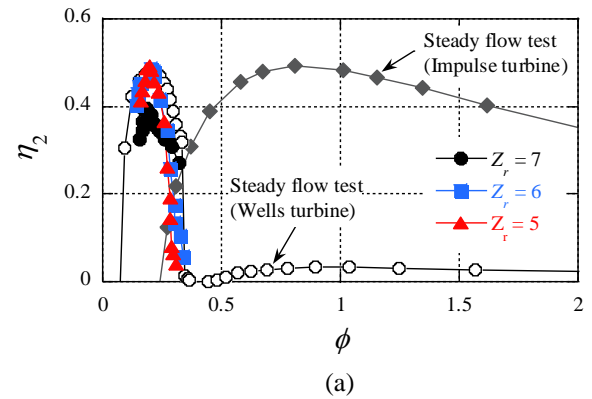 0.6
Steady flow test
(Impulse turbine)
0.4
η2
Zr = 7
Steady flow test
(Wells turbine)
Zr = 6
0.2
Zr = 5
0
0 0.5 1 1.5 2
ϕ
(a)